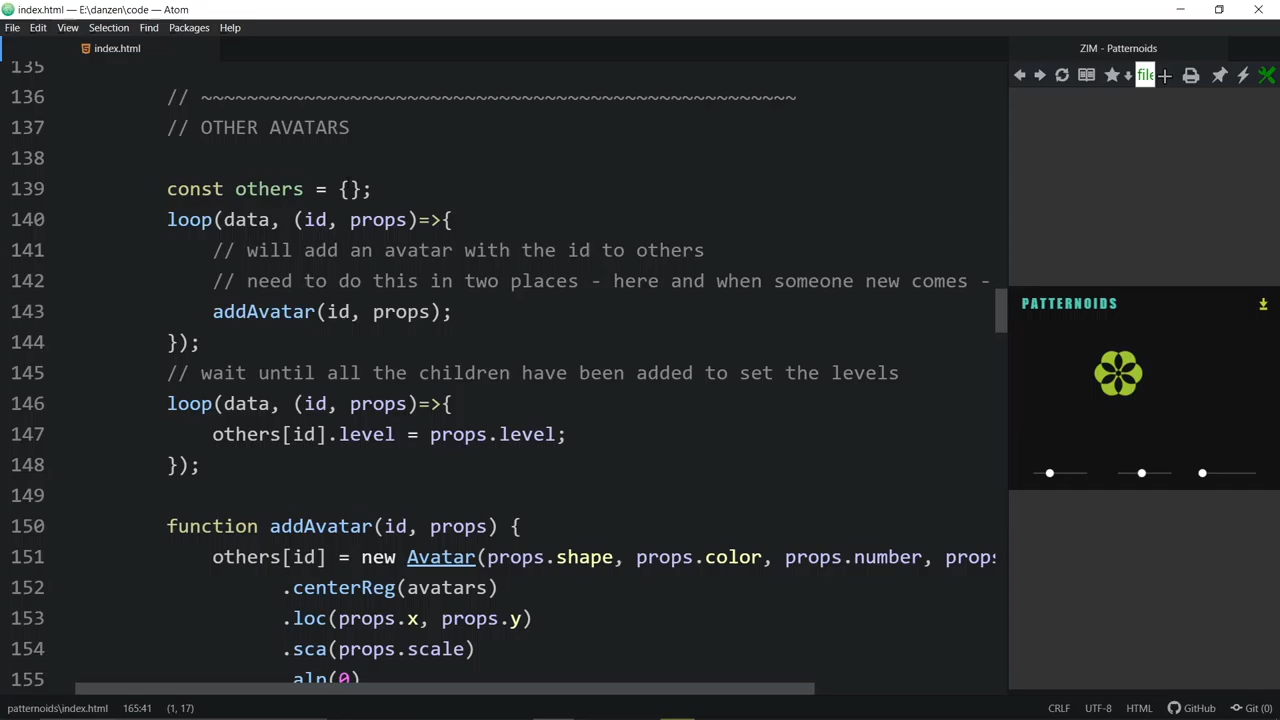 index.html — E:\danzen\code — Atom
File Edit View Selection Find Packages Help
index.html
ZIM - Patternoids
file
135
136 // ~~~~~~~~~~~~~~~~~~~~~~~~~~~~~~~~~~~~~~~~~~~~~~~~~~~~
137 // OTHER AVATARS
138
139 const others = {};
140 loop(data, (id, props)=>{
141 // will add an avatar with the id to others
142 // need to do this in two places - here and when someone new comes -
143 addAvatar(id, props);
144 });
145 // wait until all the children have been added to set the levels
146 loop(data, (id, props)=>{
147 others[id].level = props.level;
148 });
149
150 function addAvatar(id, props) {
151 others[id] = new Avatar(props.shape, props.color, props.number, props
152 .centerReg(avatars)
153 .loc(props.x, props.y)
154 .sca(props.scale)
155 .alp(0)
PATTERNOIDS
patternoids\index.html 165:41 (1, 17) CRLF UTF-8 HTML GitHub Git (0)